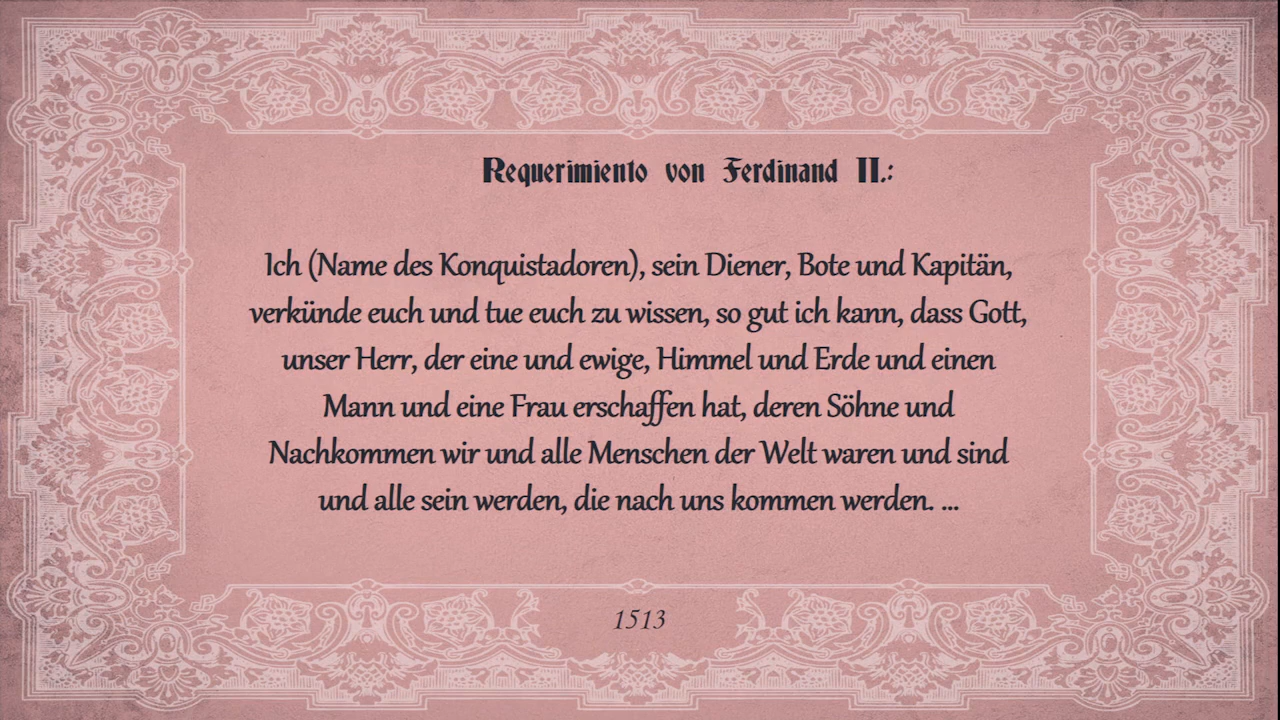 Requerimiento von Ferdinand II.:
Ich (Name des Konquistadoren), sein Diener, Bote und Kapitän,
verkünde euch und tue euch zu wissen, so gut ich kann, dass Gott,
unser Herr, der eine und ewige, Himmel und Erde und einen
Mann und eine Frau erschaffen hat, deren Söhne und
Nachkommen wir und alle Menschen der Welt waren und sind
und alle sein werden, die nach uns kommen werden. ...
1513